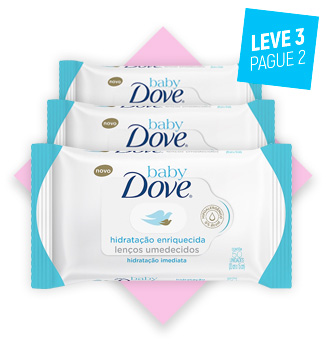 LEVE 3
PAGUE 2
novo
baby
Dove
novo
baby
Dove
novo
baby
Dove
hidratação enriquecida
lenços umedecidos
hidratação imediata